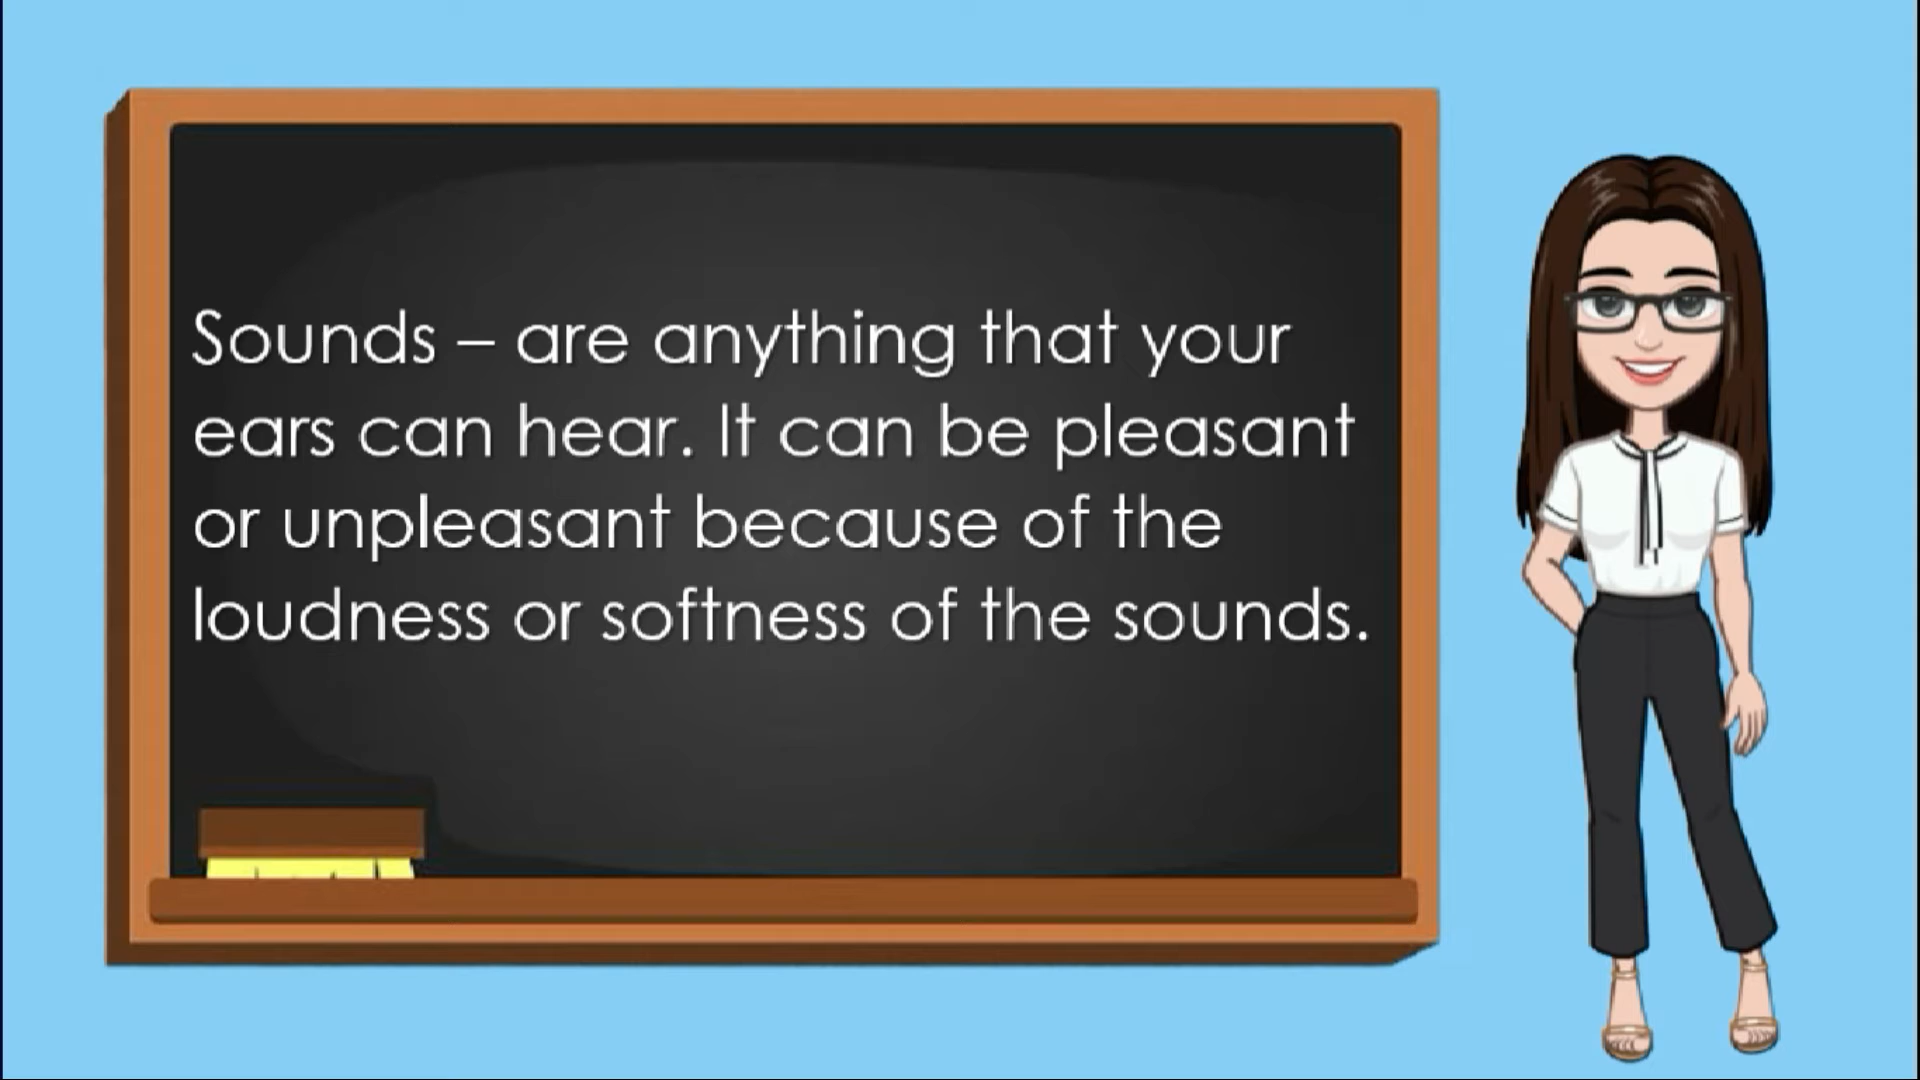 Sounds – are anything that your
ears can hear. It can be pleasant
or unpleasant because of the
loudness or softness of the sounds.